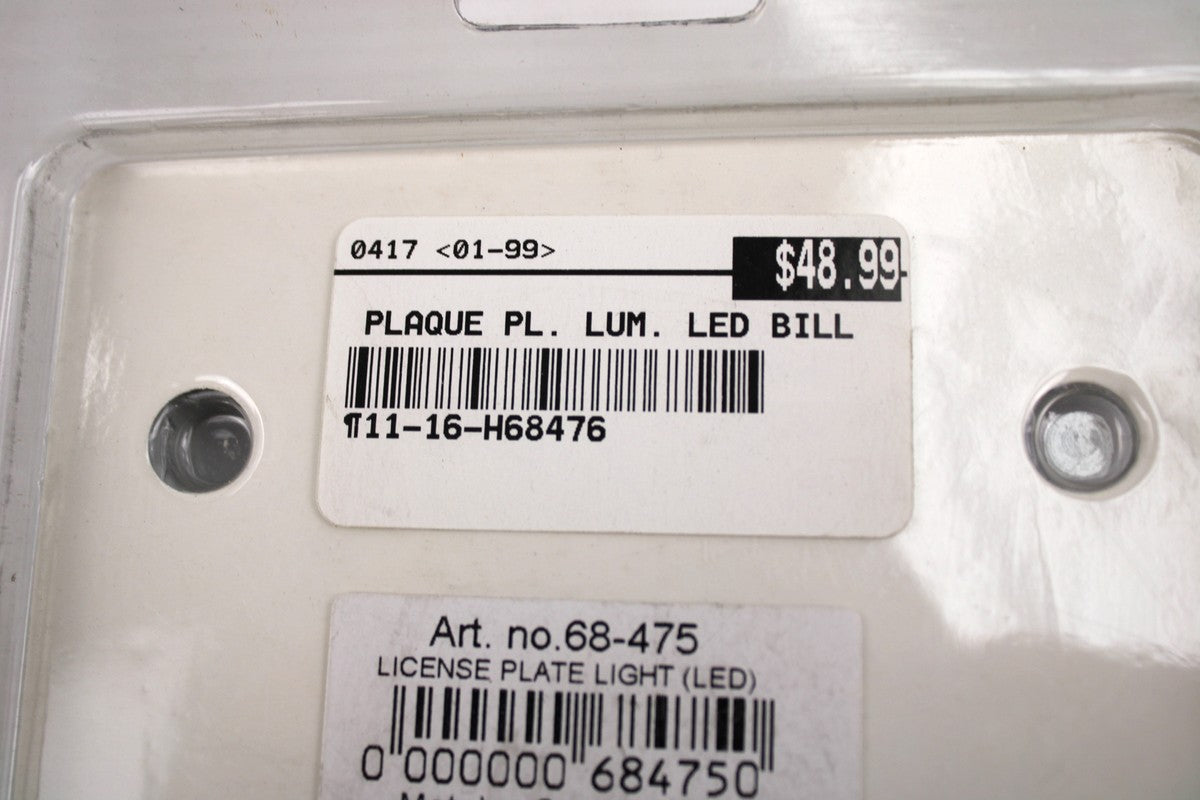 0417 <01-99>
$48.99
PLAQUE PL. LUM. LED BILL
¶11-16-H68476
Art. no.68-475
LICENSE PLATE LIGHT (LED)
0 000000 684750